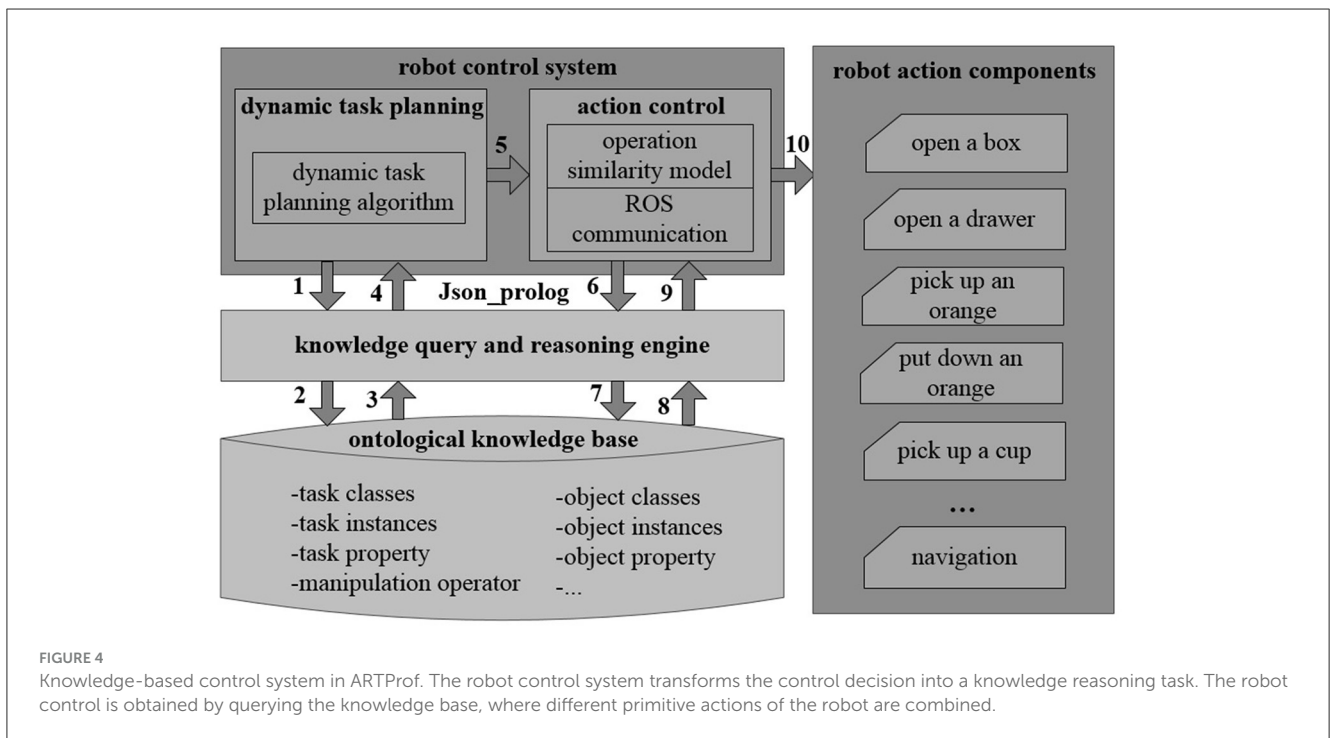 robot control system
dynamic task planning
dynamic task
planning algorithm
5
action control
operation
similarity model
ROS
communication
10
1
4
Json_prolog
6
9
knowledge query and reasoning engine
2
3
7
8
ontological knowledge base
-task classes
-task instances
-task property
-manipulation operator
-object classes
-object instances
-object property
-...
robot action components
open a box
open a drawer
pick up an
orange
put down an
orange
pick up a cup
...
navigation
FIGURE 4
Knowledge-based control system in ARTProf. The robot control system transforms the control decision into a knowledge reasoning task. The robot
control is obtained by querying the knowledge base, where different primitive actions of the robot are combined.